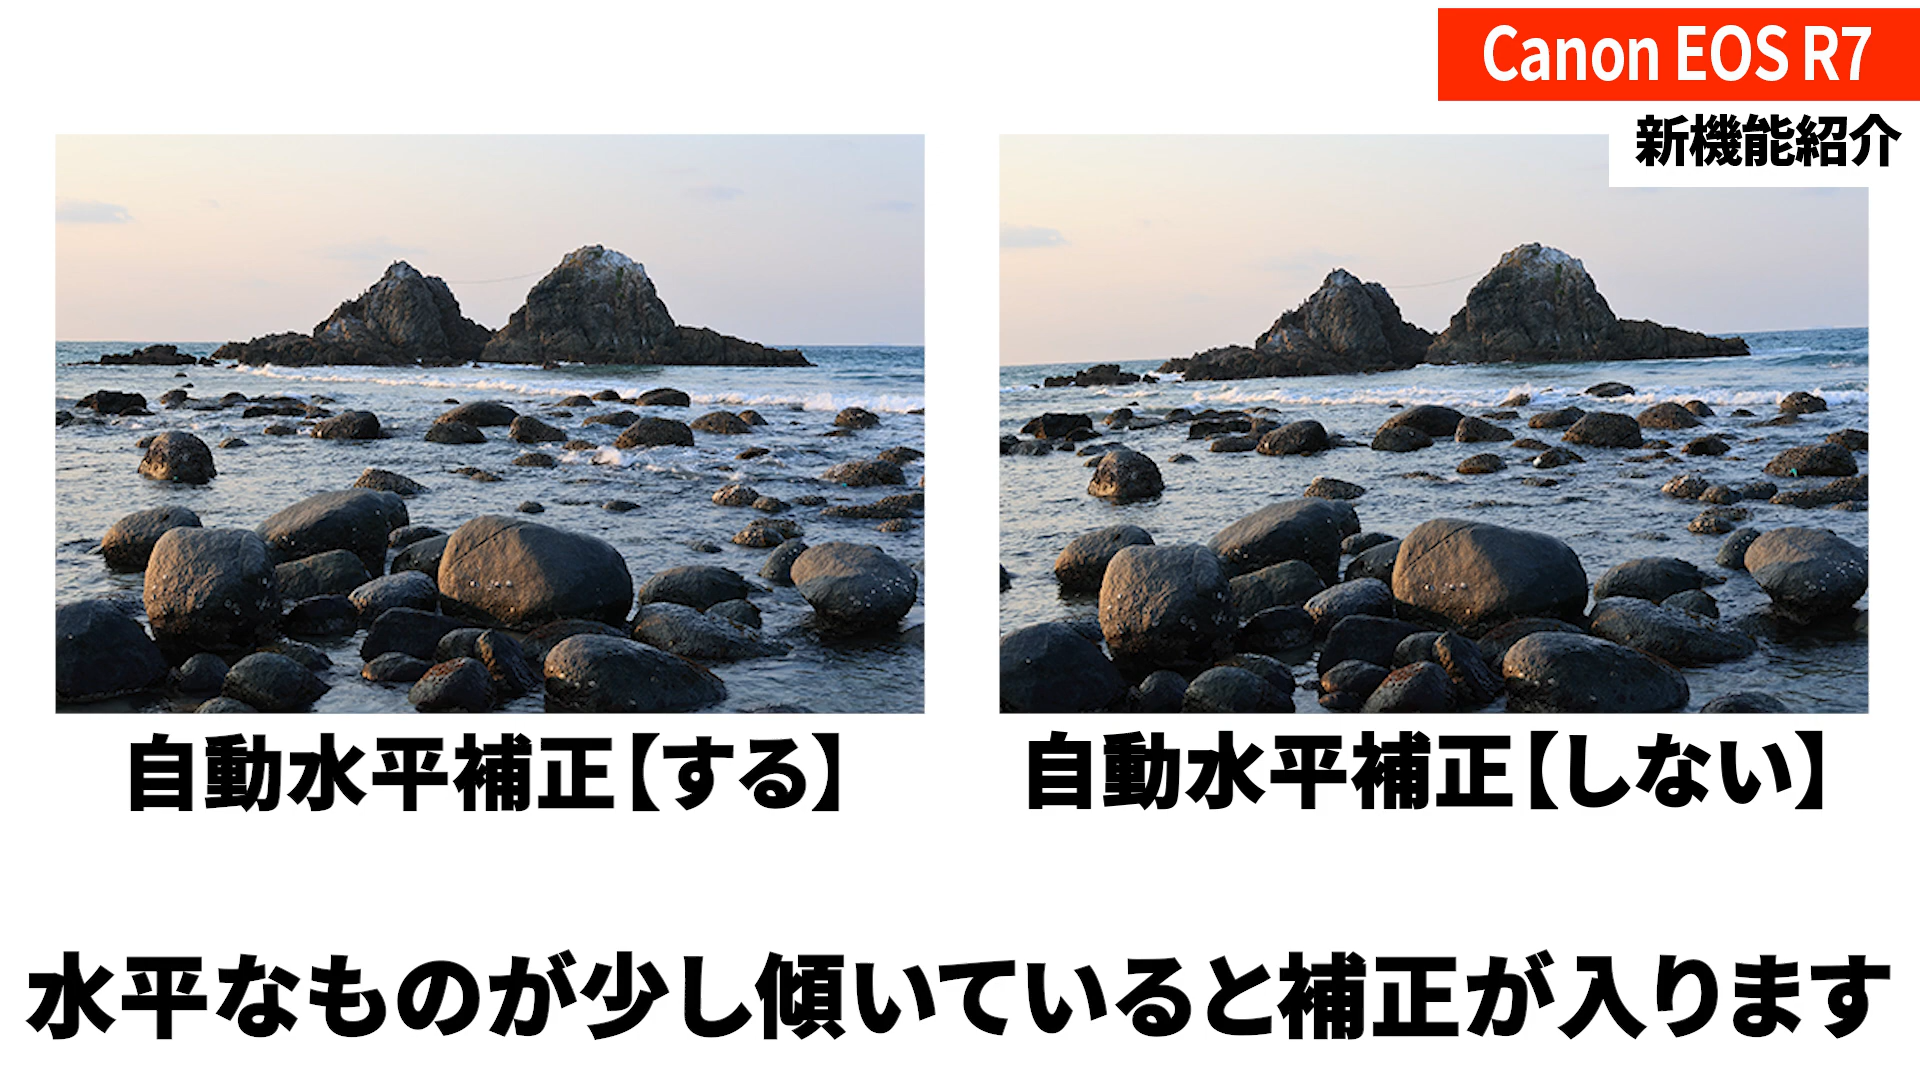 Canon EOS R7
新機能紹介
自動水平補正【する】
自動水平補正【しない】
水平なものが少し傾いていると補正が入ります